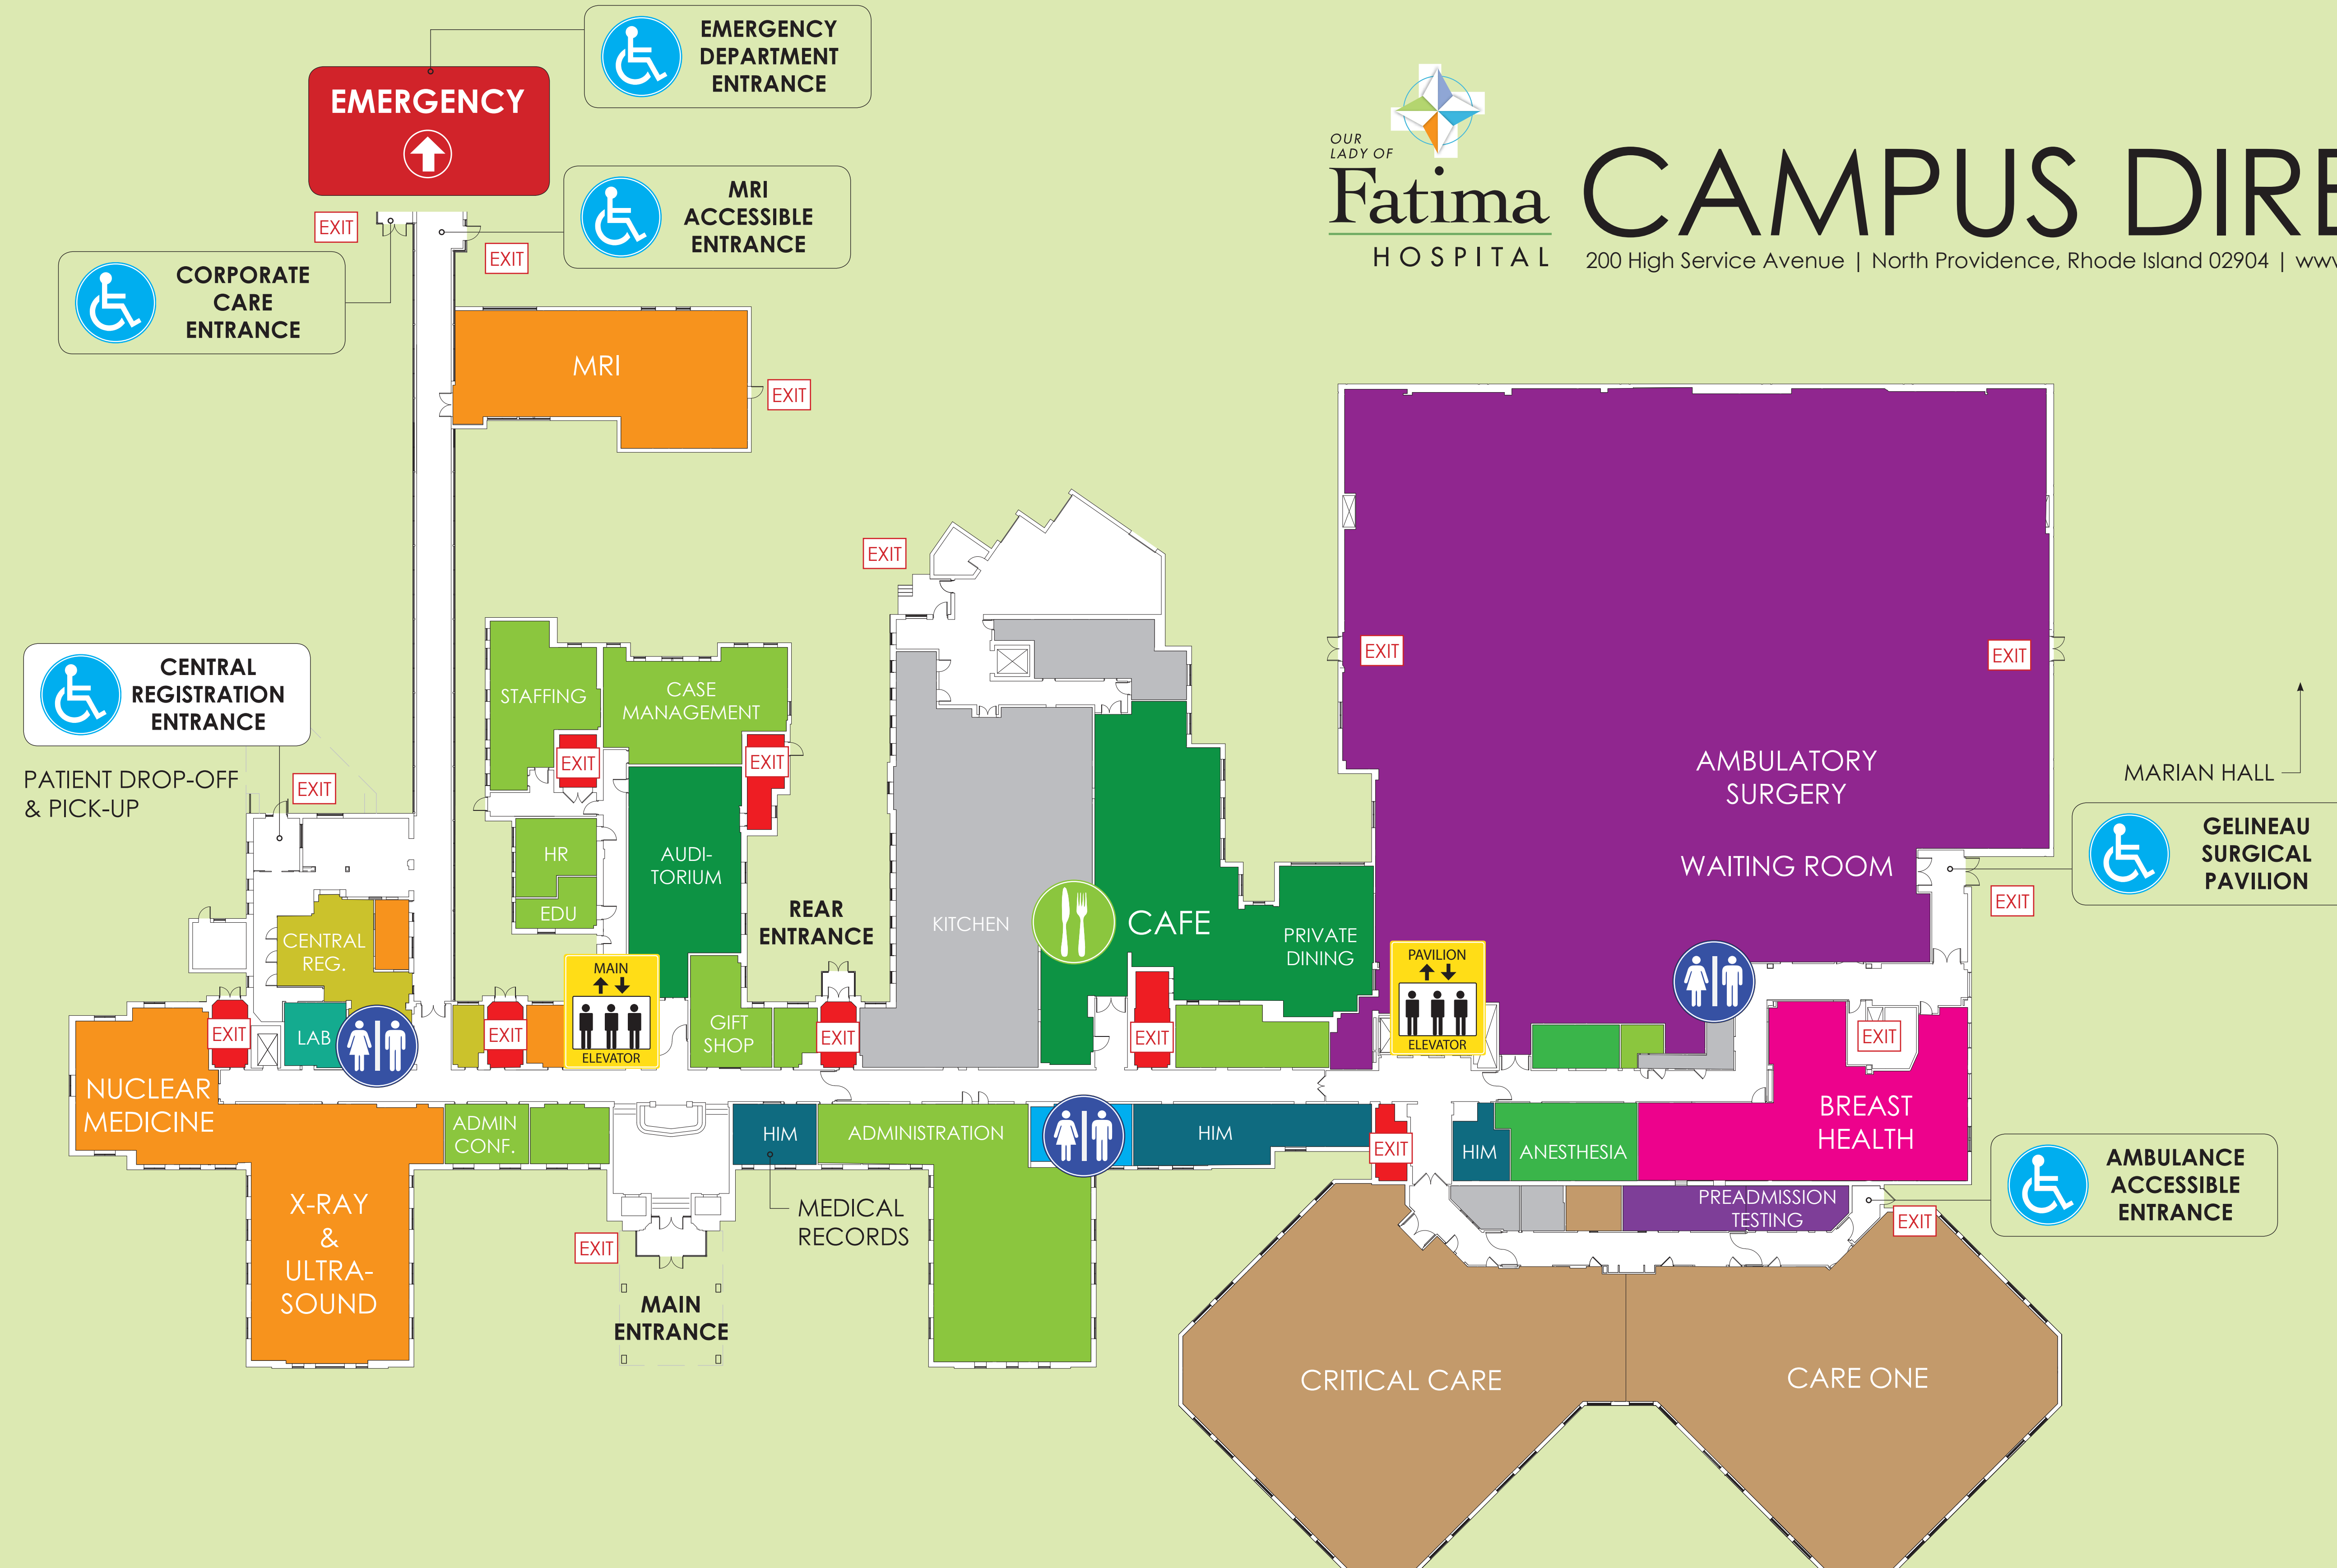 EMERGENCY
DEPARTMENT
ENTRANCE
EMERGENCY
MRI
ACCESSIBLE
ENTRANCE
EXIT
EXIT
CORPORATE
CARE
ENTRANCE
OUR
LADY OF
Fatima
HOSPITAL
CAMPUS DIRE
200 High Service Avenue | North Providence, Rhode Island 02904 | www
MRI
EXIT
EXIT
EXIT
EXIT
CENTRAL
REGISTRATION
ENTRANCE
PATIENT DROP-OFF
& PICK-UP
EXIT
STAFFING
CASE
MANAGEMENT
EXIT
EXIT
HR
EDU
AUDI-
TORIUM
REAR
ENTRANCE
KITCHEN
CAFE
PRIVATE
DINING
AMBULATORY
SURGERY
WAITING ROOM
MARIAN HALL
GELINEAU
SURGICAL
PAVILION
EXIT
CENTRAL
REG.
MAIN
ELEVATOR
PAVILION
ELEVATOR
EXIT
LAB
EXIT
GIFT
SHOP
EXIT
EXIT
EXIT
NUCLEAR
MEDICINE
ADMIN
CONF.
HIM
ADMINISTRATION
HIM
EXIT
HIM
ANESTHESIA
BREAST
HEALTH
AMBULANCE
ACCESSIBLE
ENTRANCE
X-RAY
&
ULTRA-
SOUND
MEDICAL
RECORDS
PREADMISSION
TESTING
EXIT
EXIT
MAIN
ENTRANCE
CRITICAL CARE
CARE ONE